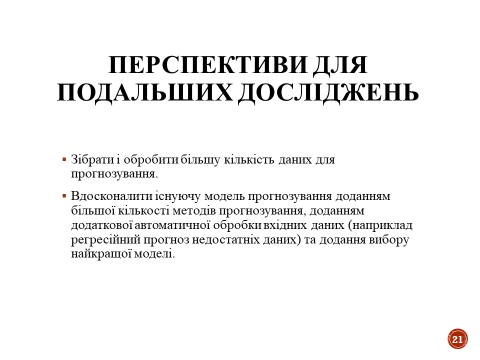 ПЕРСПЕКТИВИ ДЛЯ
ПОДАЛЬШИХ ДОСЛІДЖЕНЬ
▪ Зібрати і обробити більшу кількість даних для
прогнозування.
▪ Вдосконалити існуючу модель прогнозування доданням
більшої кількості методів прогнозування, доданням
додаткової автоматичної обробки вхідних даних (наприклад
регресійний прогноз недостатніх даних) та додання вибору
найкращої моделі.
21